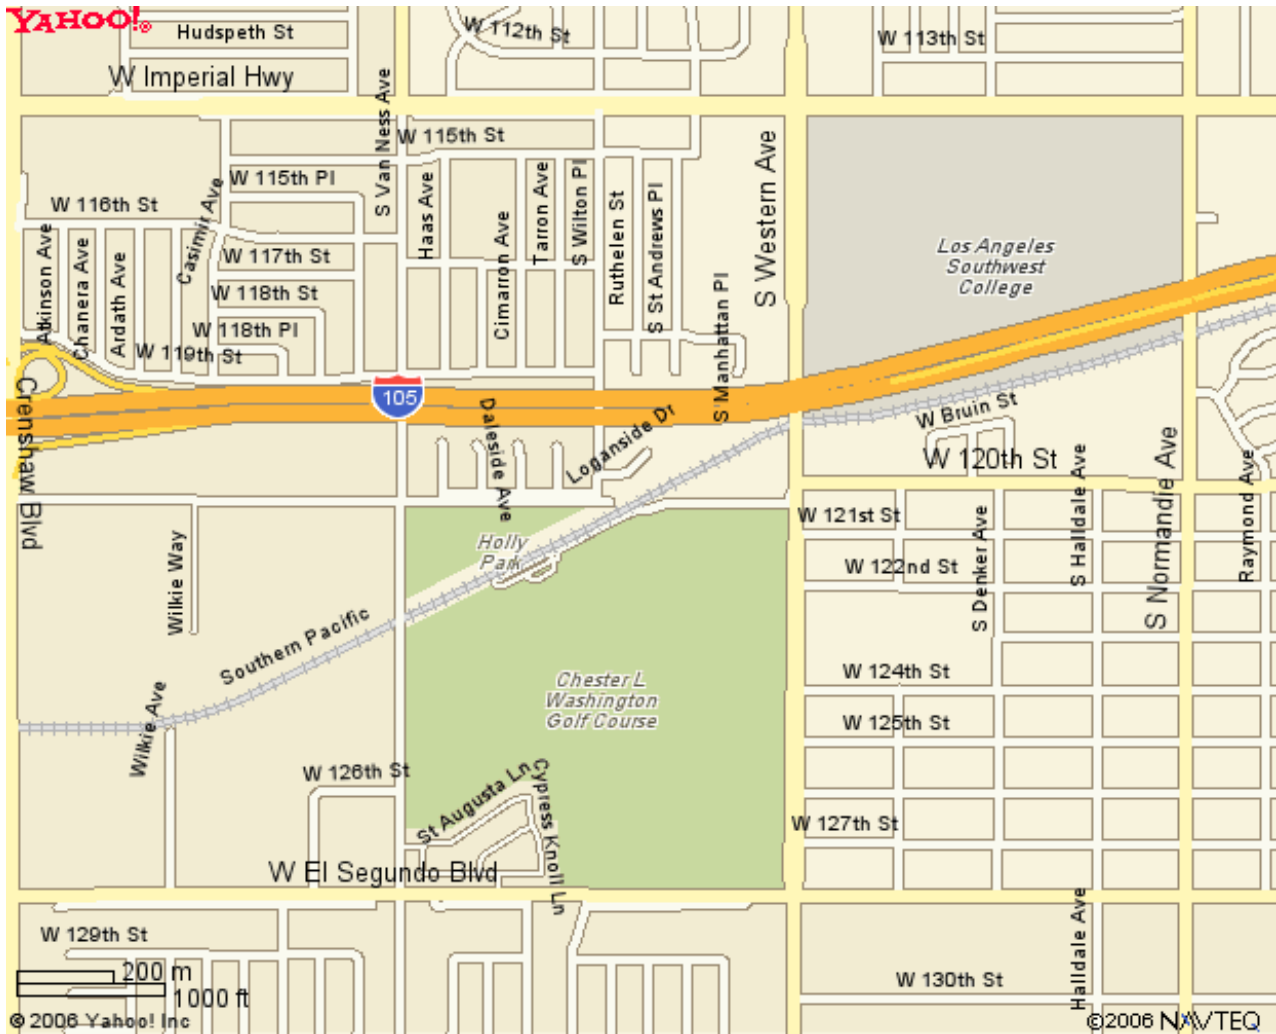 YAHOO!®
Hudspeth St
W 112th St
W 113th St
W Imperial Hwy
S Van Ness Ave
W 115th St
S Western Ave
W 115th Pl
Casimir Ave
Haas Ave
Tarron Ave
S Wilton Pl
Ruthelen St
S St Andrews Pl
W 116th St
Cimarron Ave
Los Angeles
Southwest
College
Atkinson Ave
Chanera Ave
Ardath Ave
W 117th St
W 118th St
S Manhattan Pl
W 118th Pl
W 119th St
105
Crenshaw Blvd
Daleside Ave
Loganside Dr
W Bruin St
W 120th St
S Halldale Ave
S Normandie Ave
Raymond Ave
W 121st St
S Denker Ave
Wilkie Way
Holly
Park
W 122nd St
Southern Pacific
Chester L
Washington
Golf Course
W 124th St
Wilkie Ave
W 125th St
W 126th St
St Augusta Ln
Cypress Knoll Ln
W 127th St
W El Segundo Blvd
Halldale Ave
W 129th St
200 m
1000 ft
W 130th St
© 2006 Yahoo! Inc
©2006 NAVTEQ